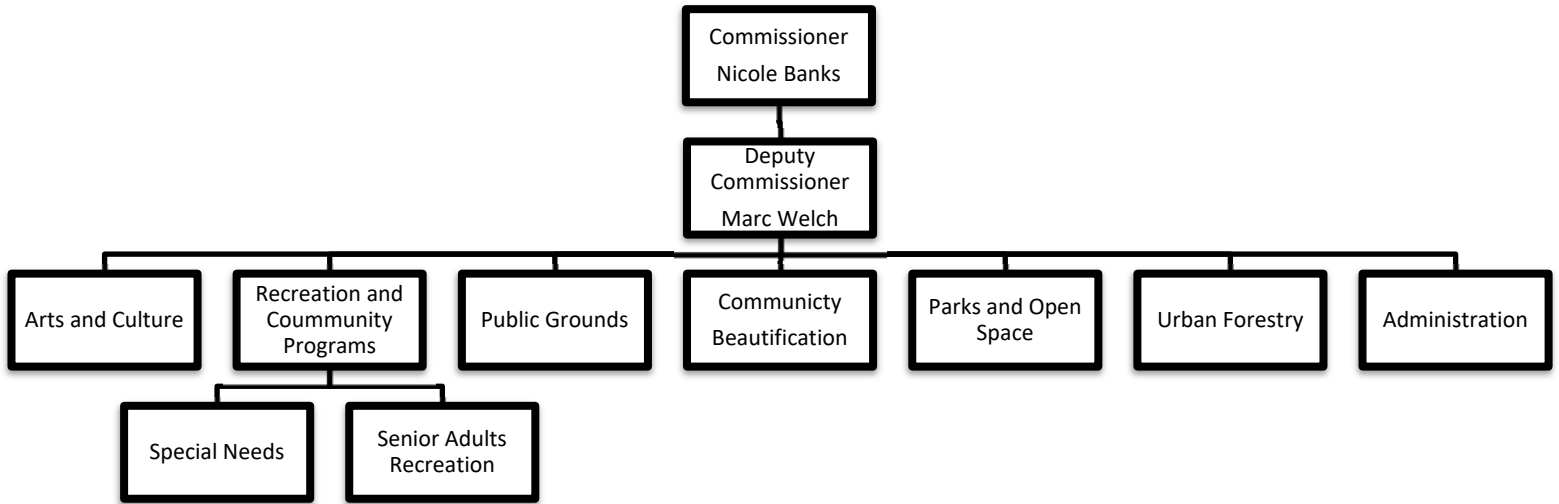 Commissioner
Nicole Banks
Deputy
Commissioner
Marc Welch
Arts and Culture
Recreation and
Coummunity
Programs
Public Grounds
Communicty
Beautification
Parks and Open
Space
Urban Forestry
Administration
Special Needs
Senior Adults
Recreation